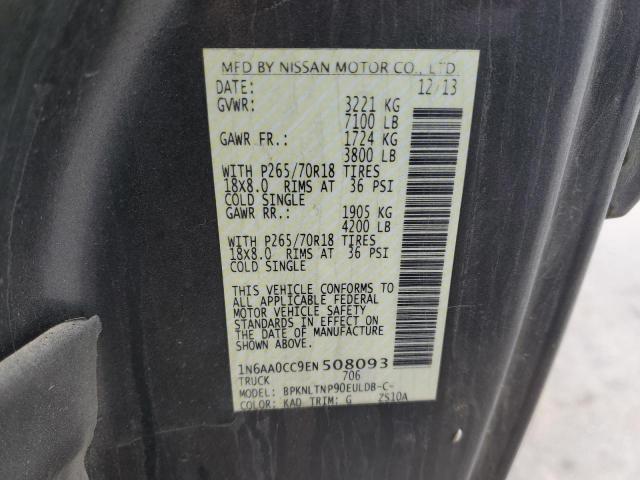 MFD BY NISSAN MOTOR CO., LTD.
DATE: 12/13
GVWR: 3221 KG
7100 LB
GAWR FR.: 1724 KG
3800 LB
WITH P265/70R18 TIRES
18X8.0 RIMS AT 36 PSI
COLD SINGLE
GAWR RR.: 1905 KG
4200 LB
WITH P265/70R18 TIRES
18X8.0 RIMS AT 36 PSI
COLD SINGLE
THIS VEHICLE CONFORMS TO
ALL APPLICABLE FEDERAL
MOTOR VEHICLE SAFETY
STANDARDS IN EFFECT ON
THE DATE OF MANUFACTURE
SHOWN ABOVE.
1N6AA0CC9EN508093
TRUCK 706
MODEL: BPKNLTNP90EULDB-C-
COLOR: KAD TRIM: G ZS10A